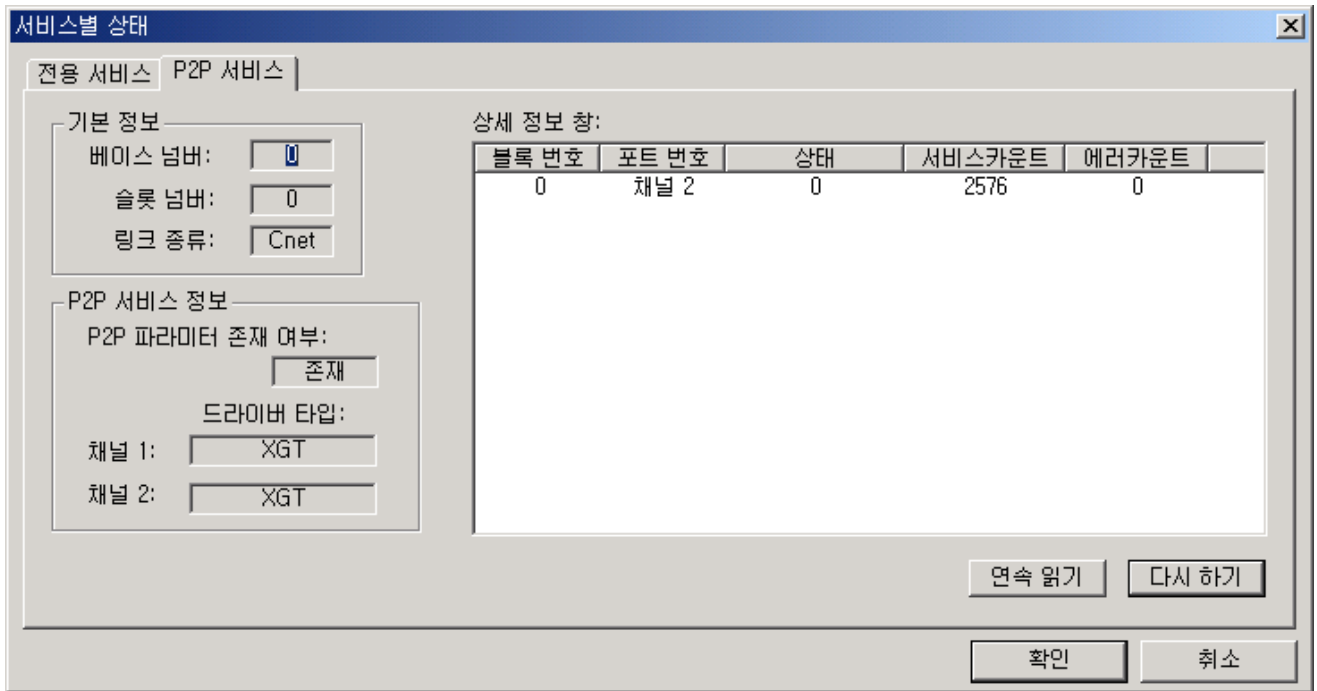 서비스별 상태
전용 서비스 P2P 서비스
기본 정보
베이스 넘버: 0
슬롯 넘버: 0
링크 종류: Cnet
P2P 서비스 정보
P2P 파라미터 존재 여부:
존재
드라이버 타입:
채널 1: XGT
채널 2: XGT
상세 정보 창:
블록 번호 포트 번호 상태 서비스카운트 에러카운트
0 채널 2 0 2576 0
연속 읽기 다시 하기
확인 취소